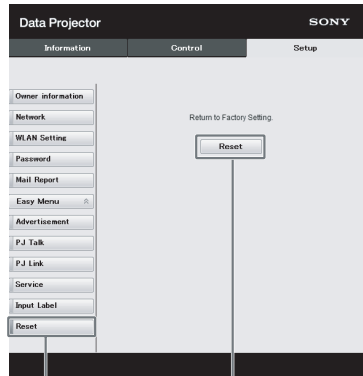 Data Projector
SONY
Information
Control
Setup
Owner information
Network
WLAN Setting
Password
Mail Report
Easy Menu
Advertisement
PJ Talk
PJ Link
Service
Input Label
Reset
Return to Factory Setting.
Reset